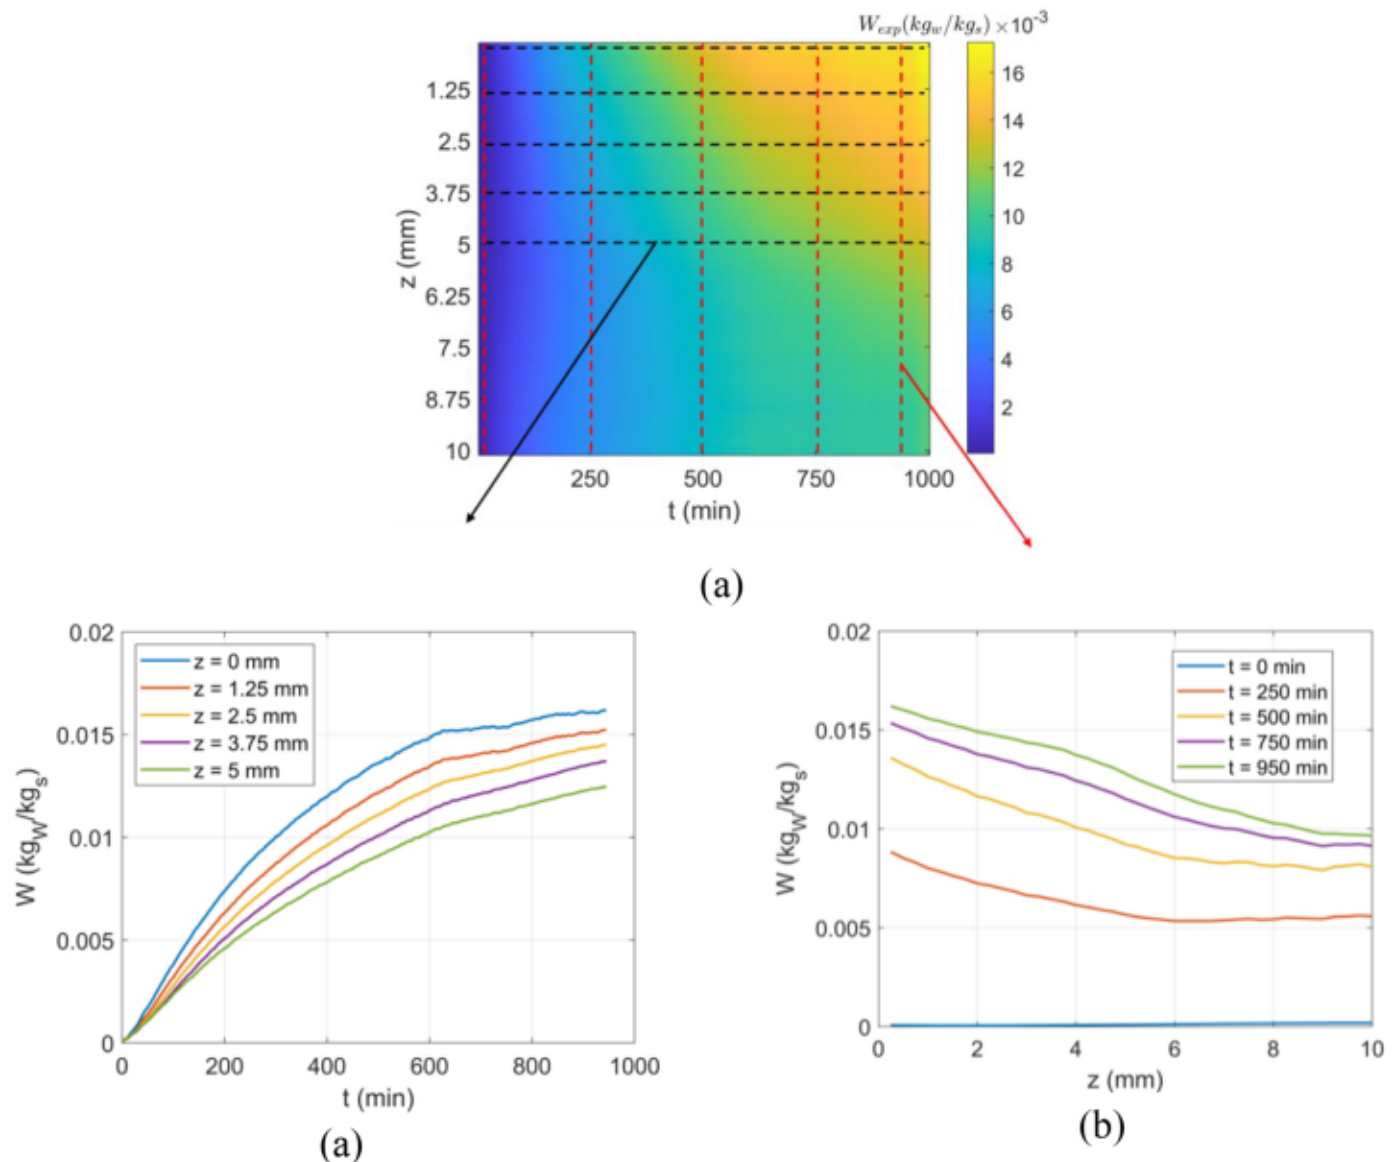 W_exp(kg_w/kg_s)×10^-3
16
14
12
10
8
6
4
2
1.25
2.5
3.75
5
6.25
7.5
8.75
10
z (mm)
250 500 750 1000
t (min)
(a)
0.02
0.015
0.01
0.005
0
W (kg_W/kg_s)
z = 0 mm
z = 1.25 mm
z = 2.5 mm
z = 3.75 mm
z = 5 mm
0 200 400 600 800 1000
t (min)
(a)
0.02
0.015
0.01
0.005
0
W (kg_W/kg_s)
t = 0 min
t = 250 min
t = 500 min
t = 750 min
t = 950 min
0 2 4 6 8 10
z (mm)
(b)